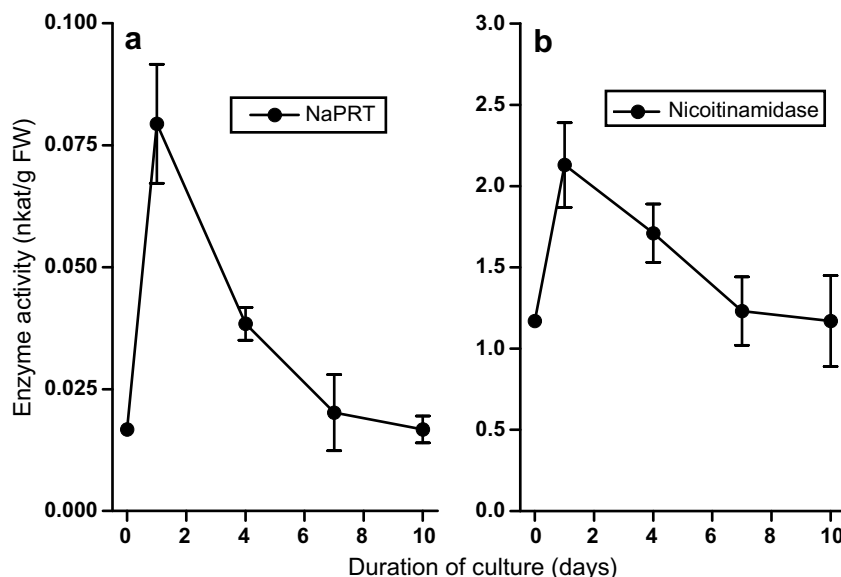 a
b
NaPRT
Nicoitinamidase
Enzyme activity (nkat/g FW)
0.100
0.075
0.050
0.025
0.000
3.0
2.5
2.0
1.5
1.0
0.5
0.0
0 2 4 6 8 10
0 2 4 6 8 10
Duration of culture (days)